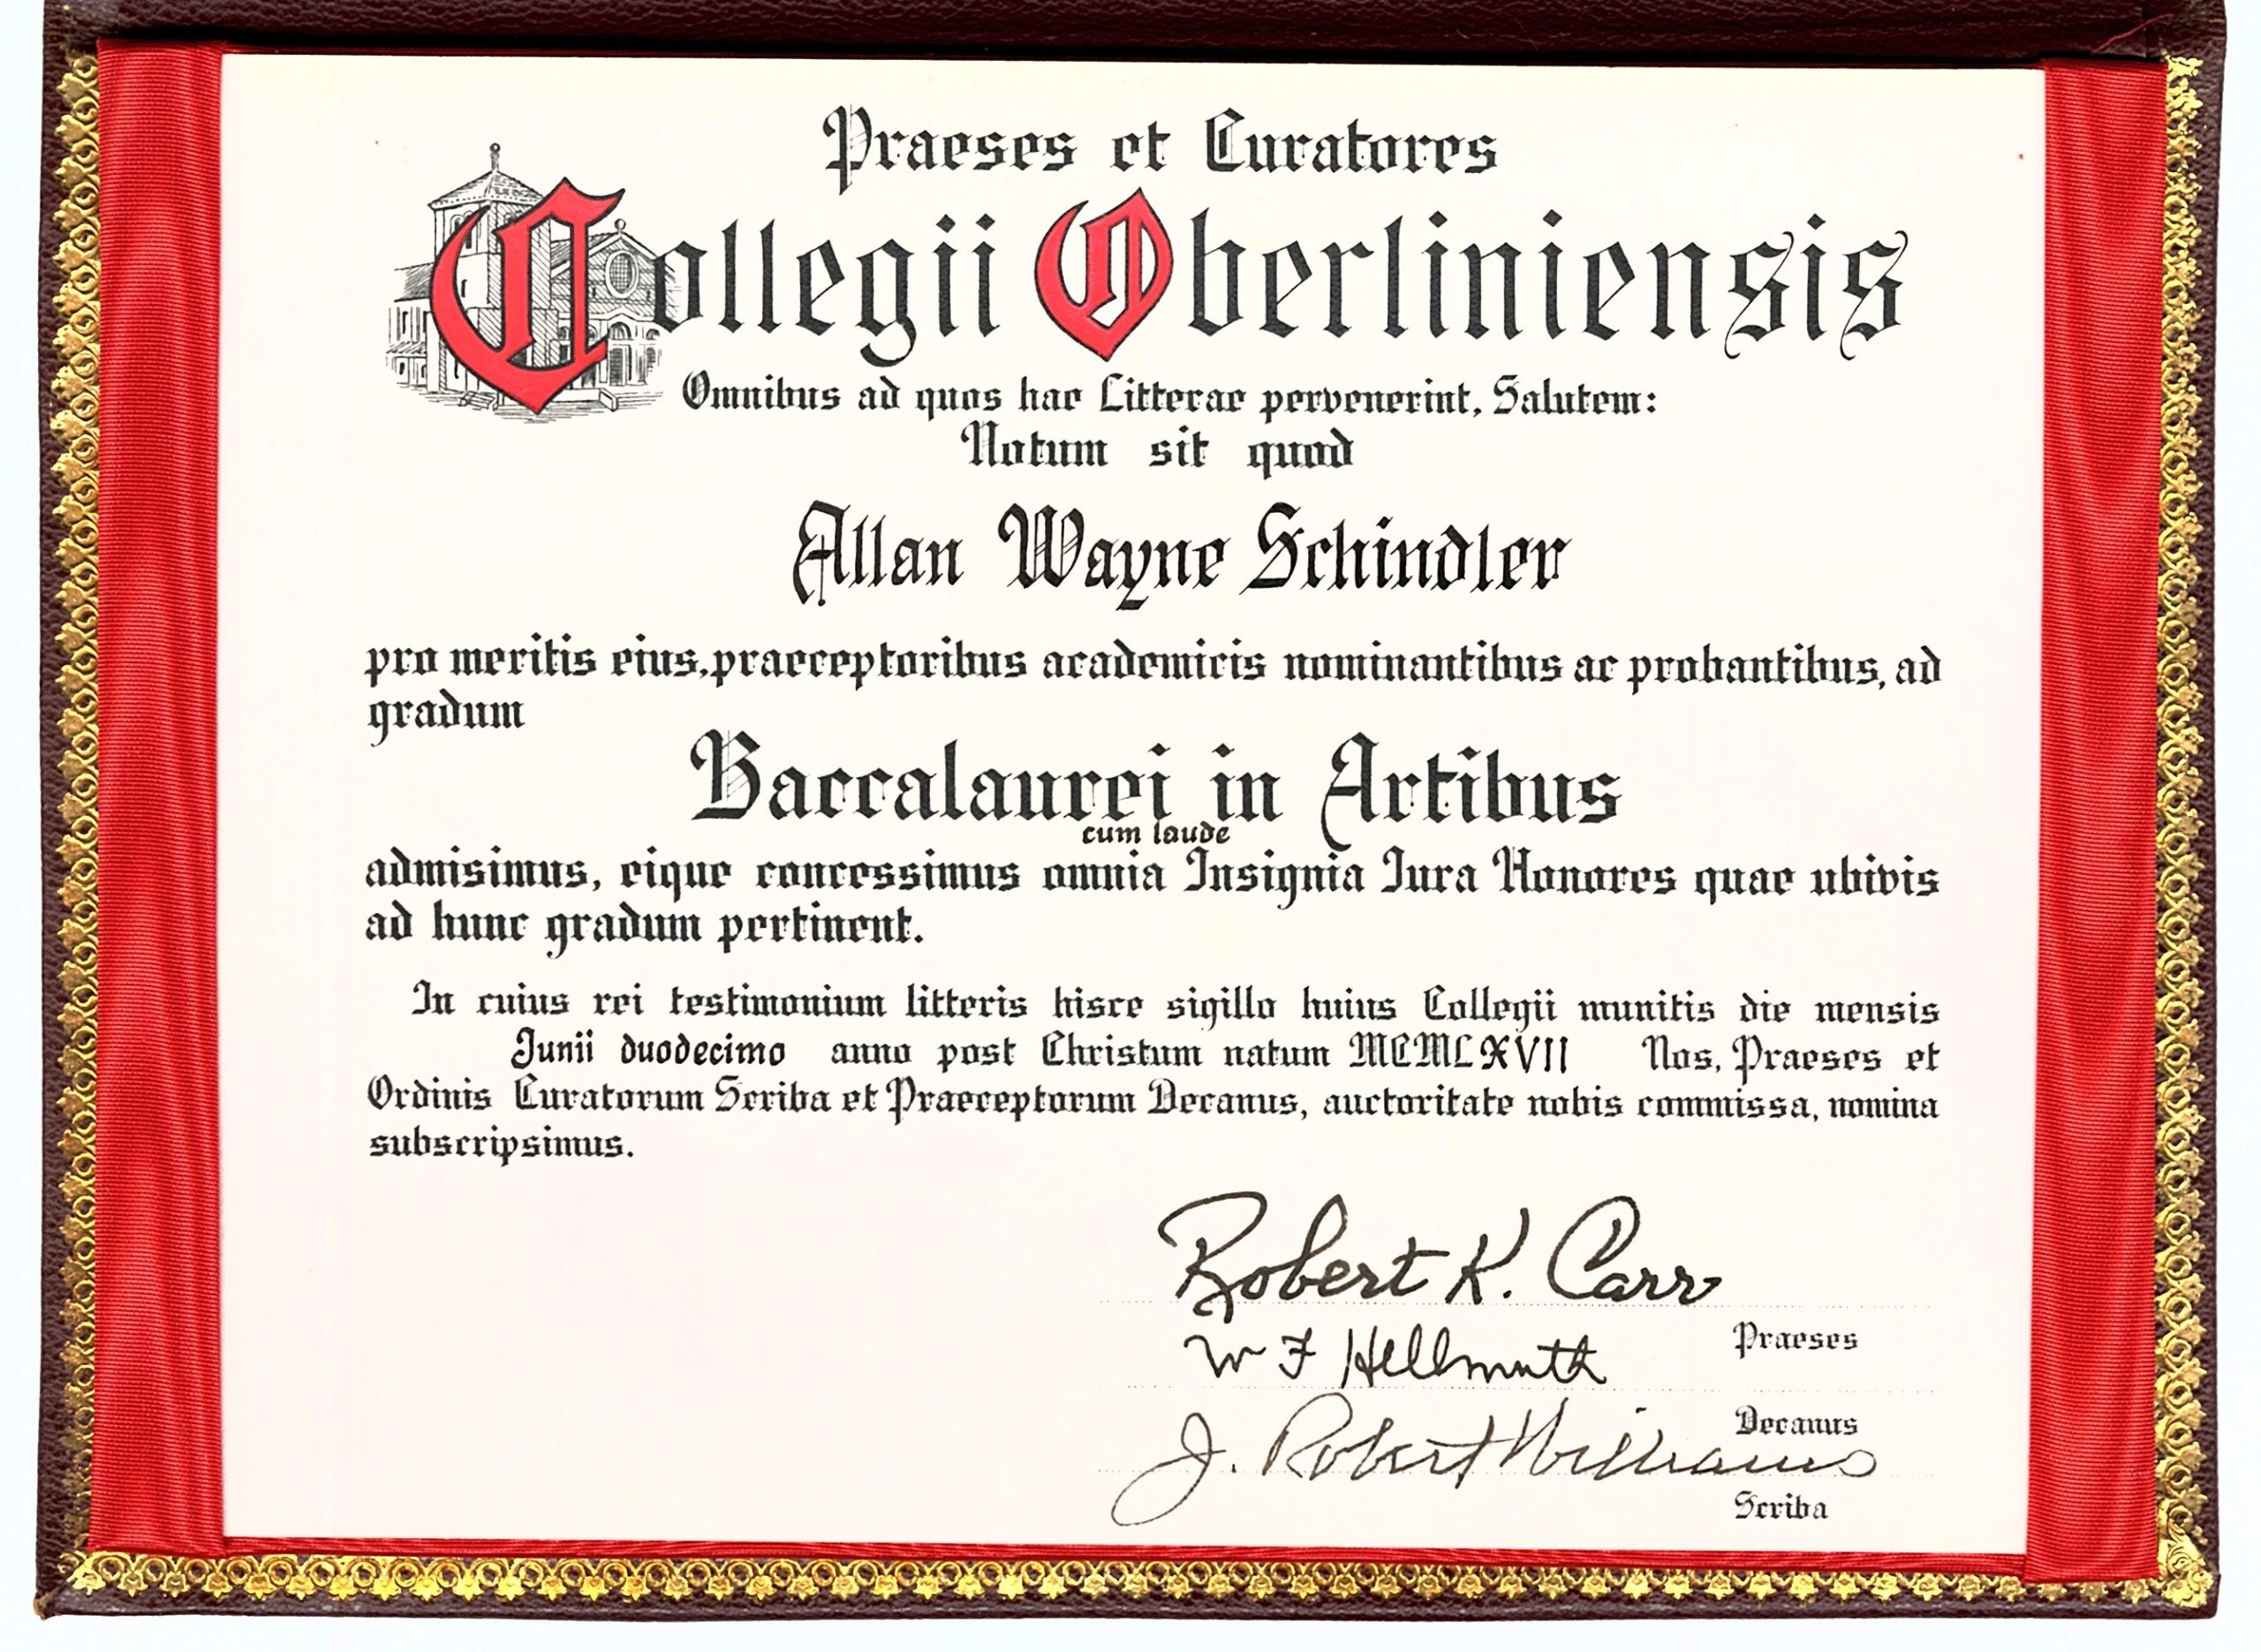 Praeses et Curatores
Collegii Oberliniensis
Omnibus ad quos hae Litterae pervenerint, Salutem:
Notum sit quod
Allan Wayne Schindler
pro meritis eius, praeceptoribus academicis nominantibus ac probantibus, ad
gradum
Baccalaurei in Artibus
cum laude
admisimus, eique concessimus omnia Insignia Iura Honores quae ubivis
ad hunc gradum pertinent.
In cuius rei testimonium litteris hisce sigillo huius Collegii munitis die mensis
Junii duodecimo anno post Christum natum MCMLXVII Nos, Praeses et
Ordinis Curatorum Scriba et Praeceptorum Decanus, auctoritate nobis commissa, nomina
subscripsimus.
Robert K. Carr
Praeses
W F Hellmuth
Decanus
J. Robert Williams
Scriba